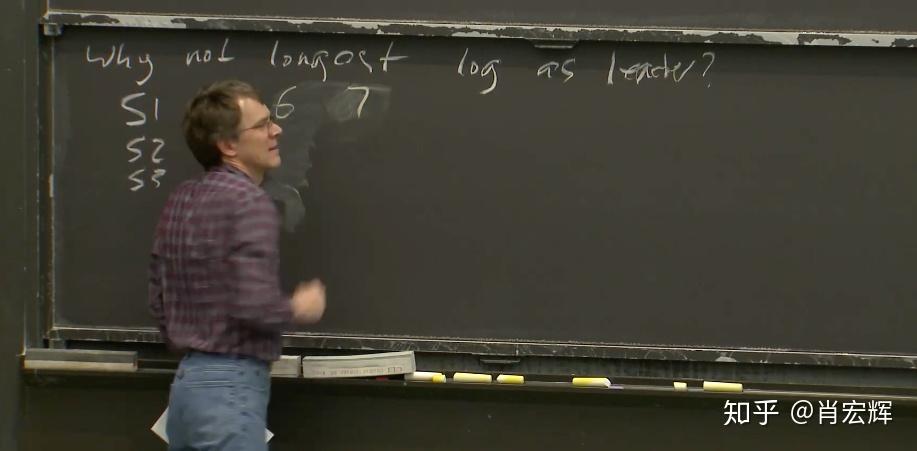 Why not longest log as leader?
S1 6 7
S2
S3
知乎 @肖宏辉